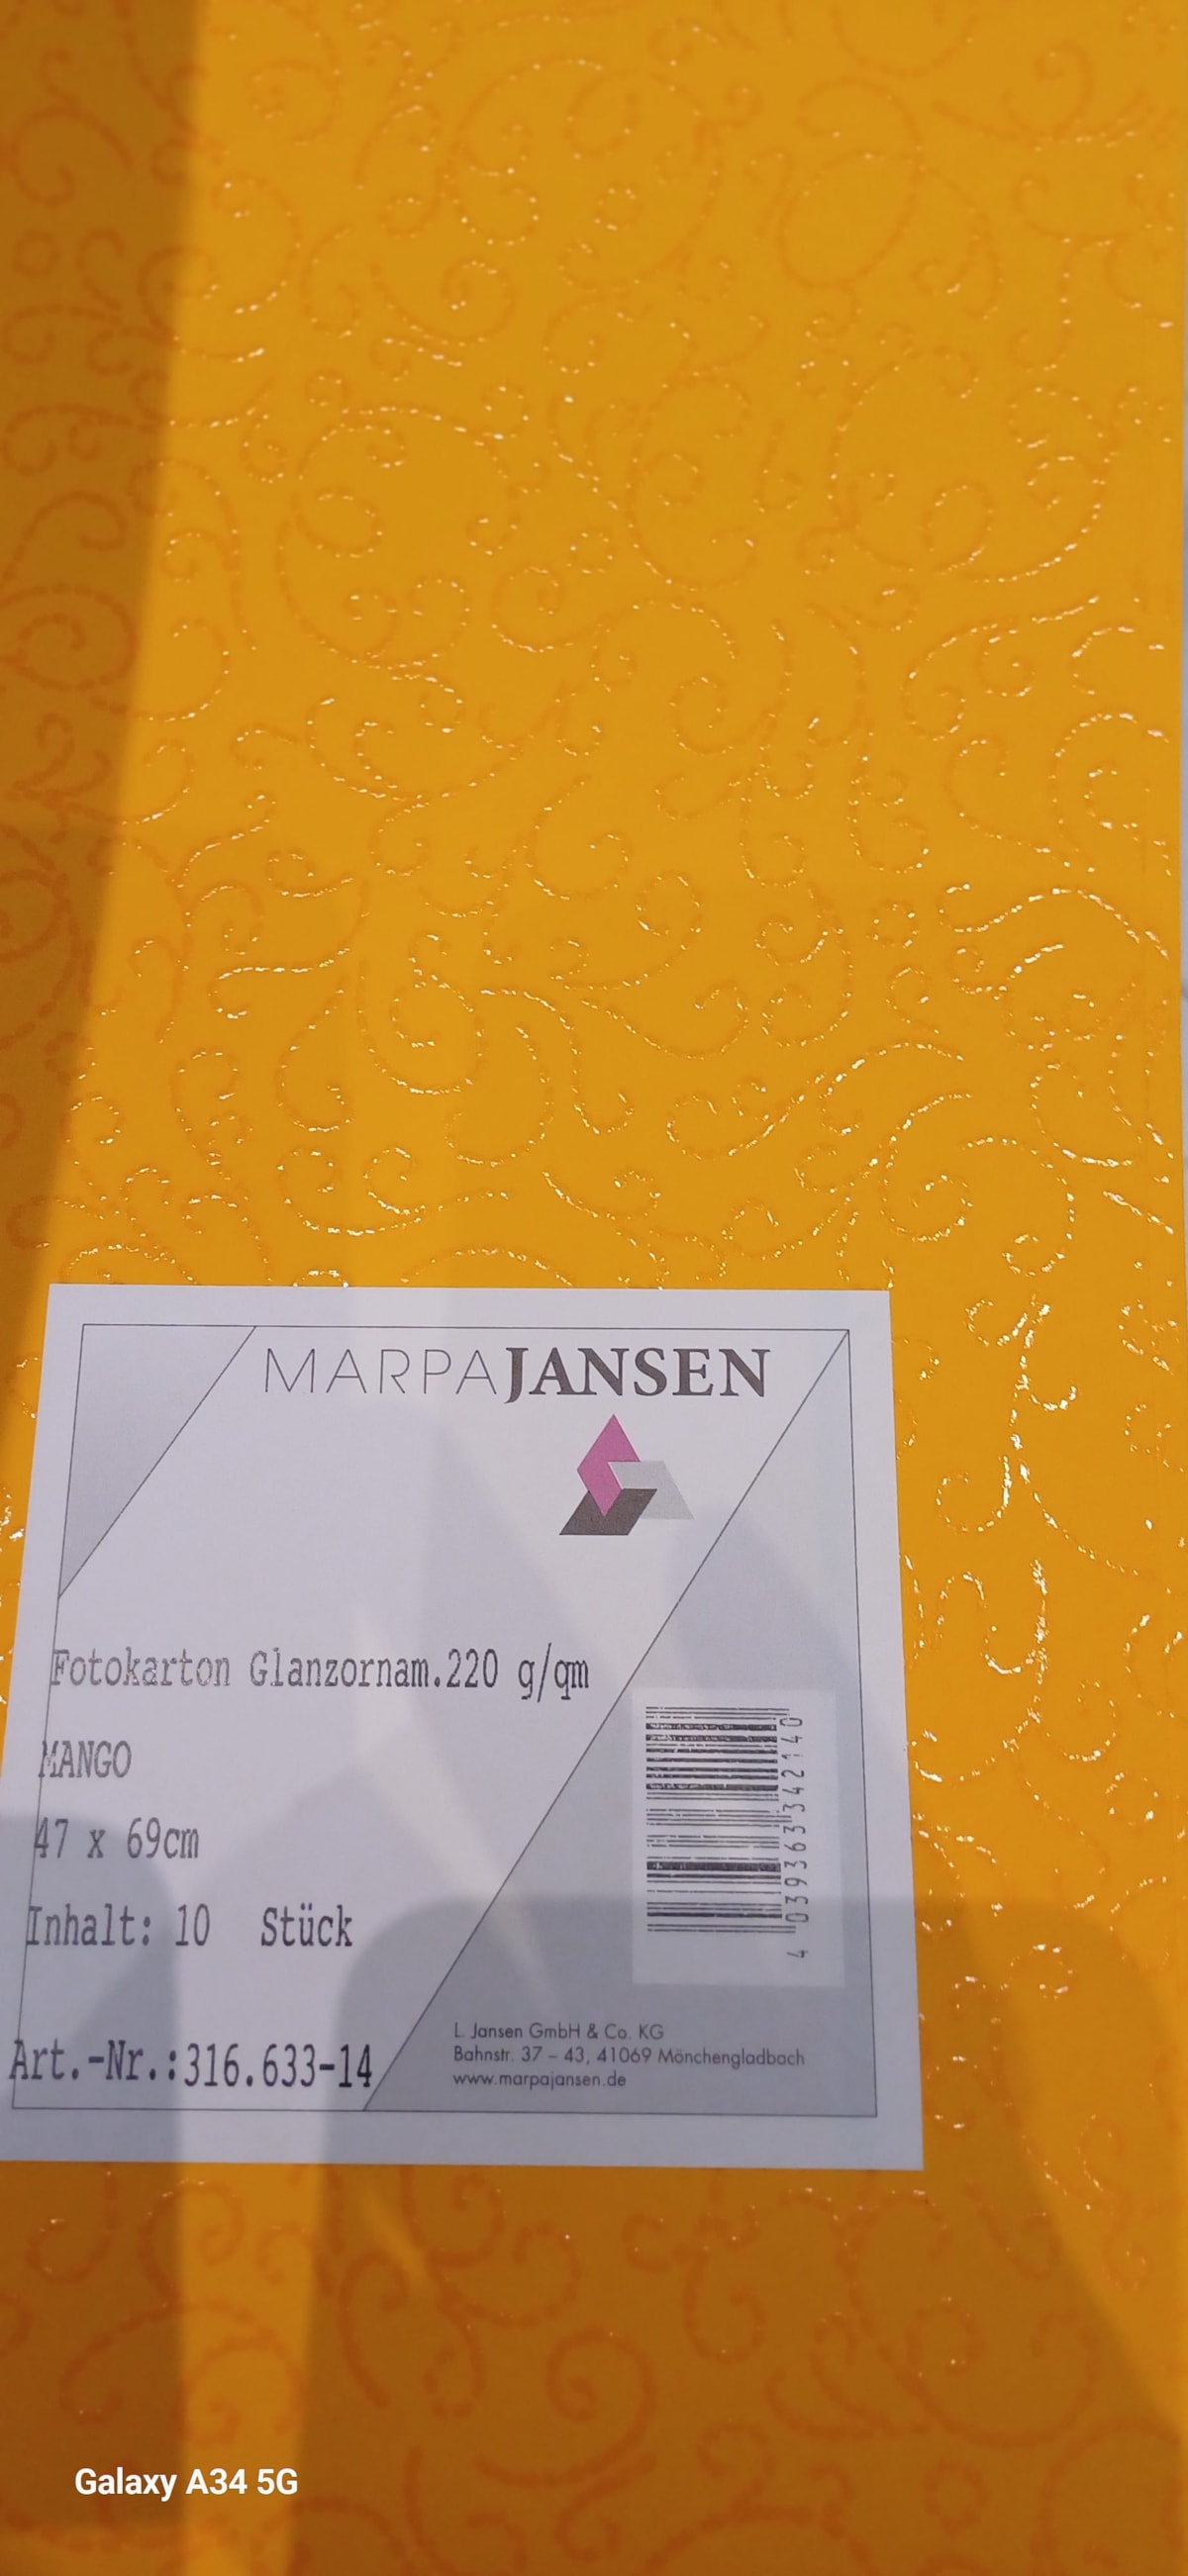 MARPAJANSEN
Fotokarton Glanzornam.220 g/qm
MANGO
47 x 69cm
Inhalt: 10 Stück
4 039363 342140
Art.-Nr.:316.633-14
L. Jansen GmbH & Co. KG
Bahnstr. 37 – 43, 41069 Mönchengladbach
www.marpajansen.de
Galaxy A34 5G